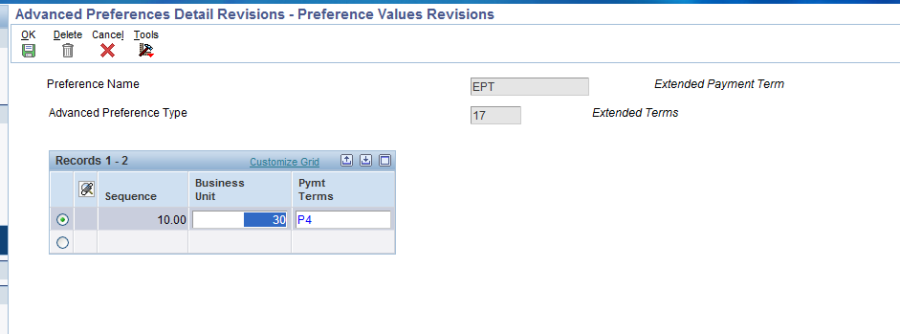 Advanced Preferences Detail Revisions - Preference Values Revisions
OK Delete Cancel Tools
Preference Name EPT Extended Payment Term
Advanced Preference Type 17 Extended Terms
Records 1 - 2 Customize Grid
Sequence Business Unit Pymt Terms
10.00 30 P4